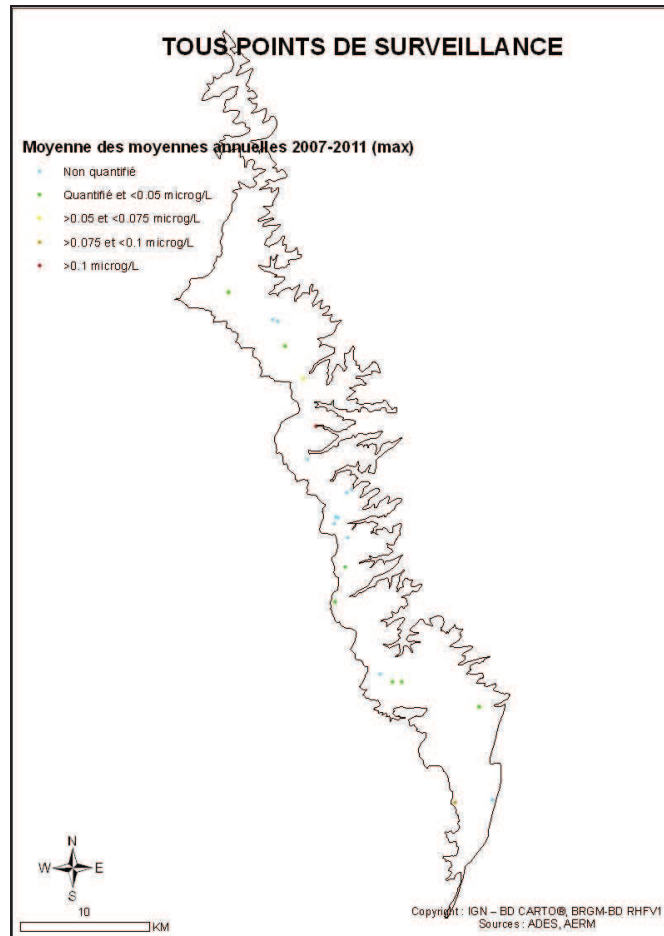 TOUS POINTS DE SURVEILLANCE
Moyenne des moyennes annuelles 2007-2011 (max)
Non quantifié
Quantifié et <0.05 microg/L
>0.05 et <0.075 microg/L
>0.075 et <0.1 microg/L
>0.1 microg/L
N
W E
S
10
KM
Copyright : IGN – BD CARTO®, BRGM-BD RHFV1
Sources : ADES, AERM